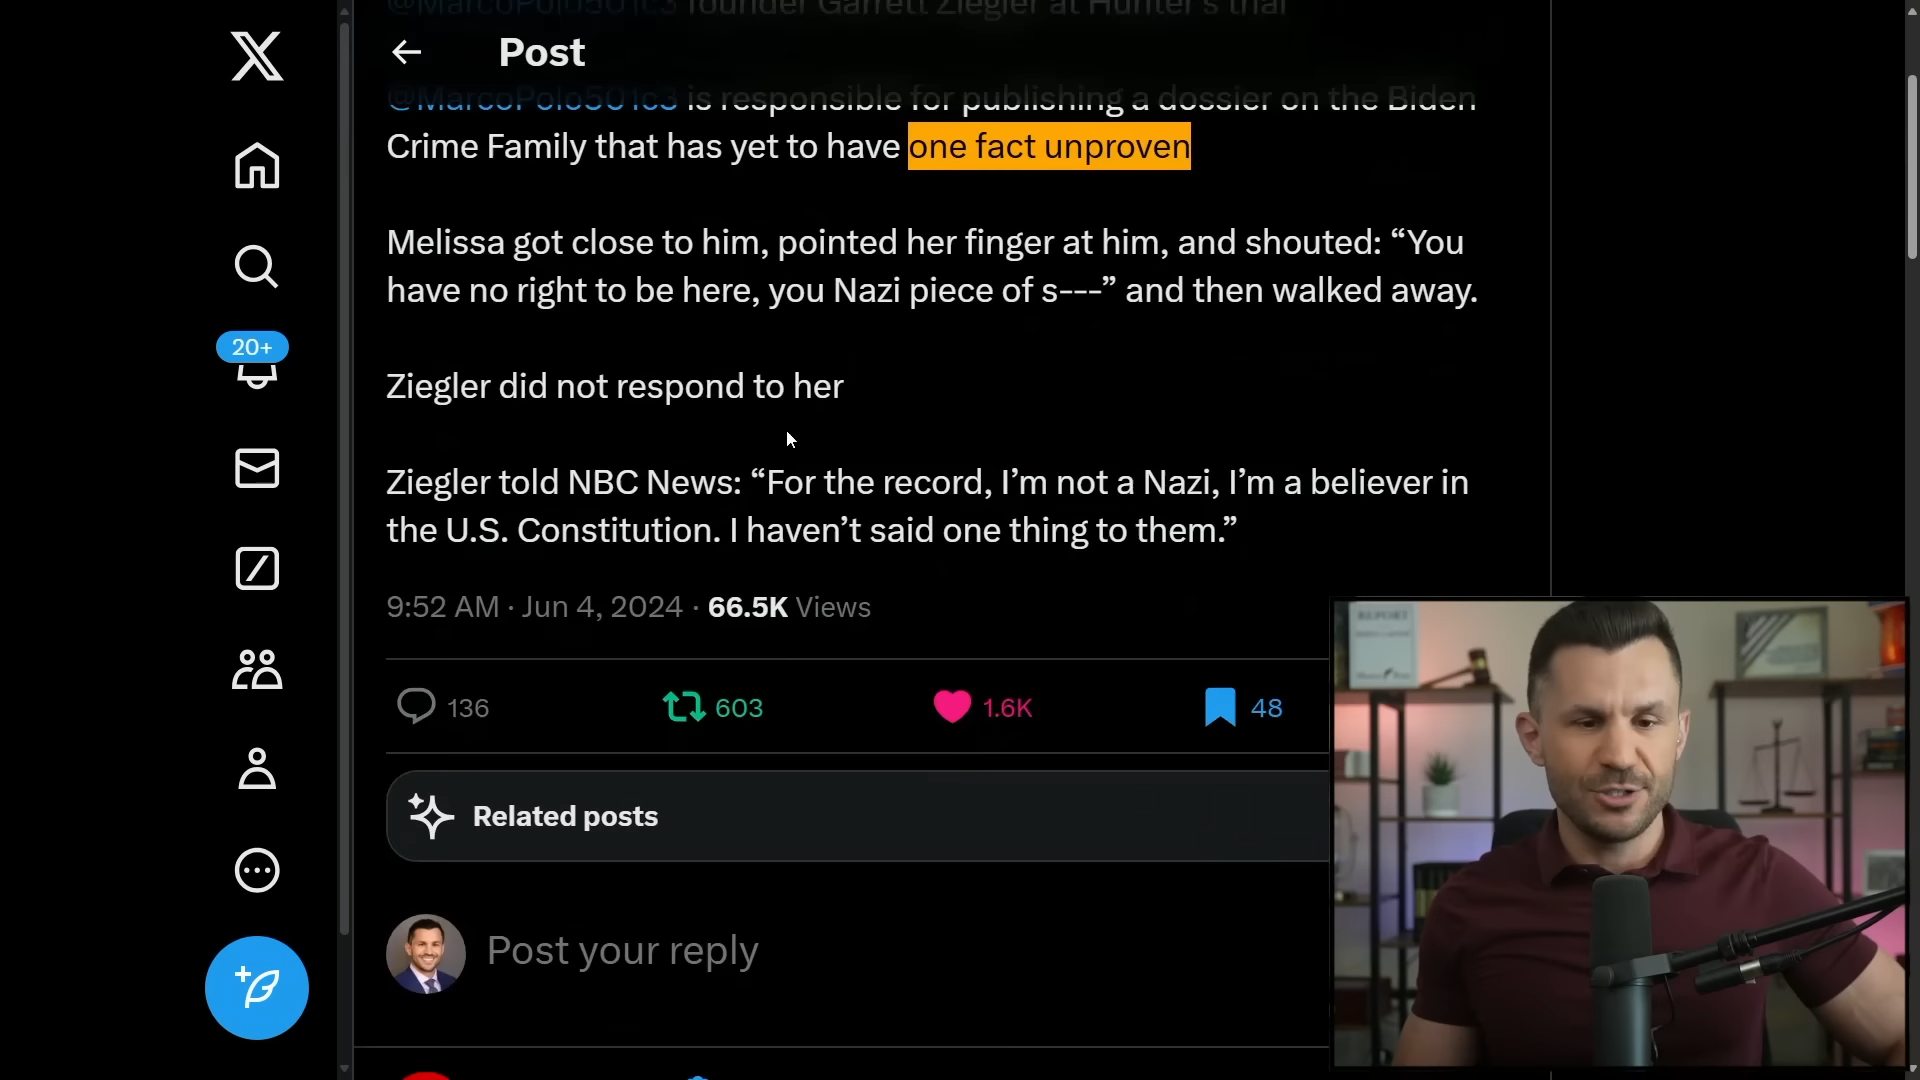 @MarcoPolo501c3 founder Garrett Ziegler at Hunter's trial
Post
@MarcoPolo501c3 is responsible for publishing a dossier on the Biden
Crime Family that has yet to have one fact unproven
Melissa got close to him, pointed her finger at him, and shouted: “You
have no right to be here, you Nazi piece of s---” and then walked away.
Ziegler did not respond to her
Ziegler told NBC News: “For the record, I’m not a Nazi, I’m a believer in
the U.S. Constitution. I haven’t said one thing to them.”
9:52 AM · Jun 4, 2024 · 66.5K Views
136 603 1.6K 48
Related posts
Post your reply
20+
REPORT